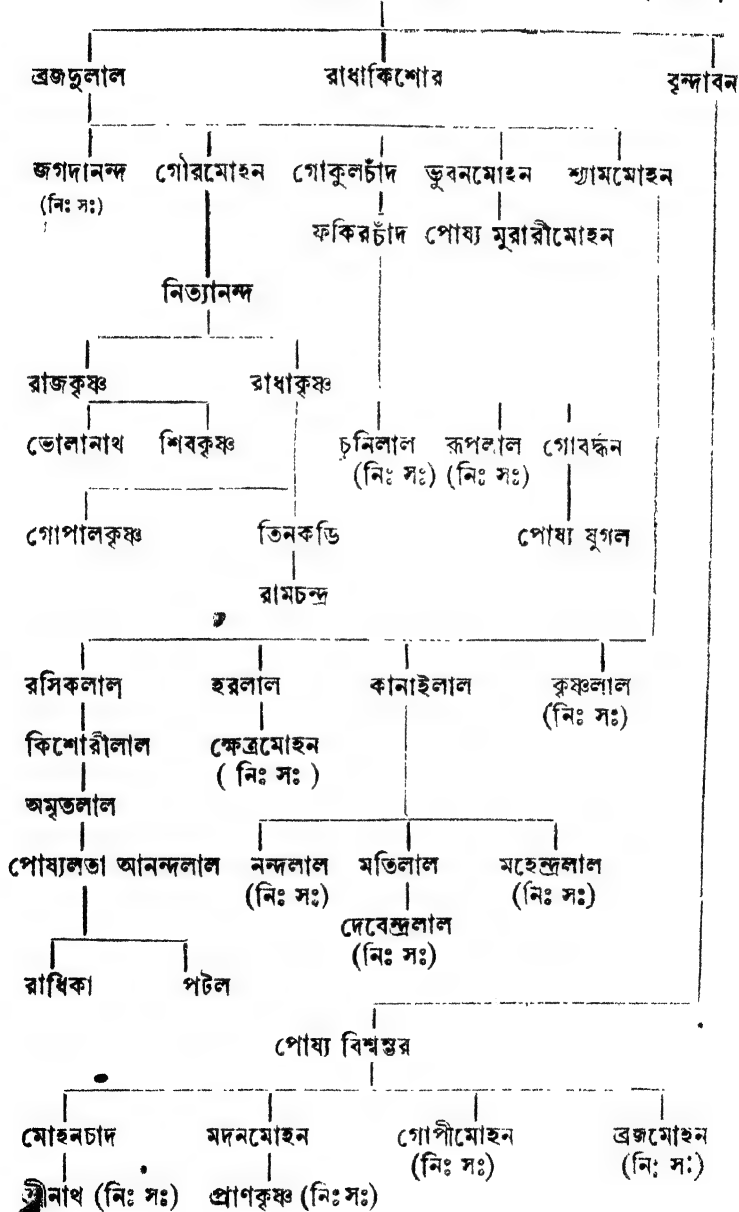 ব্রজদুলাল রাধাকিশোর বৃন্দাবন
জগদানন্দ গৌরমোহন গোকুলচাঁদ ভুবনমোহন শ্যামমোহন
(নিঃ সঃ)
ফকিরচাঁদ পোষ্য মুরারীমোহন
নিত্যানন্দ
রাজকৃষ্ণ রাধাকৃষ্ণ
ভোলানাথ শিবকৃষ্ণ চুনিলাল রূপলাল গোবর্দ্ধন
(নিঃ সঃ) (নিঃ সঃ)
গোপালকৃষ্ণ তিনকড়ি পোষ্য যুগল
রামচন্দ্র
রসিকলাল হরলাল কানাইলাল কৃষ্ণলাল
(নিঃ সঃ)
কিশোরীলাল ক্ষেত্রমোহন
( নিঃ সঃ )
অমৃতলাল
পোষ্যলতা আনন্দলাল নন্দলাল মতিলাল মহেন্দ্রলাল
(নিঃ সঃ) (নিঃ সঃ)
দেবেন্দ্রলাল
(নিঃ সঃ)
রাধিকা পটল
পোষ্য বিশ্বম্ভর
মোহনচাদ মদনমোহন গোপীমোহন ব্রজমোহন
(নিঃ সঃ) (নিঃ সঃ)
শ্রীনাথ (নিঃ সঃ) প্রাণকৃষ্ণ (নিঃ সঃ)